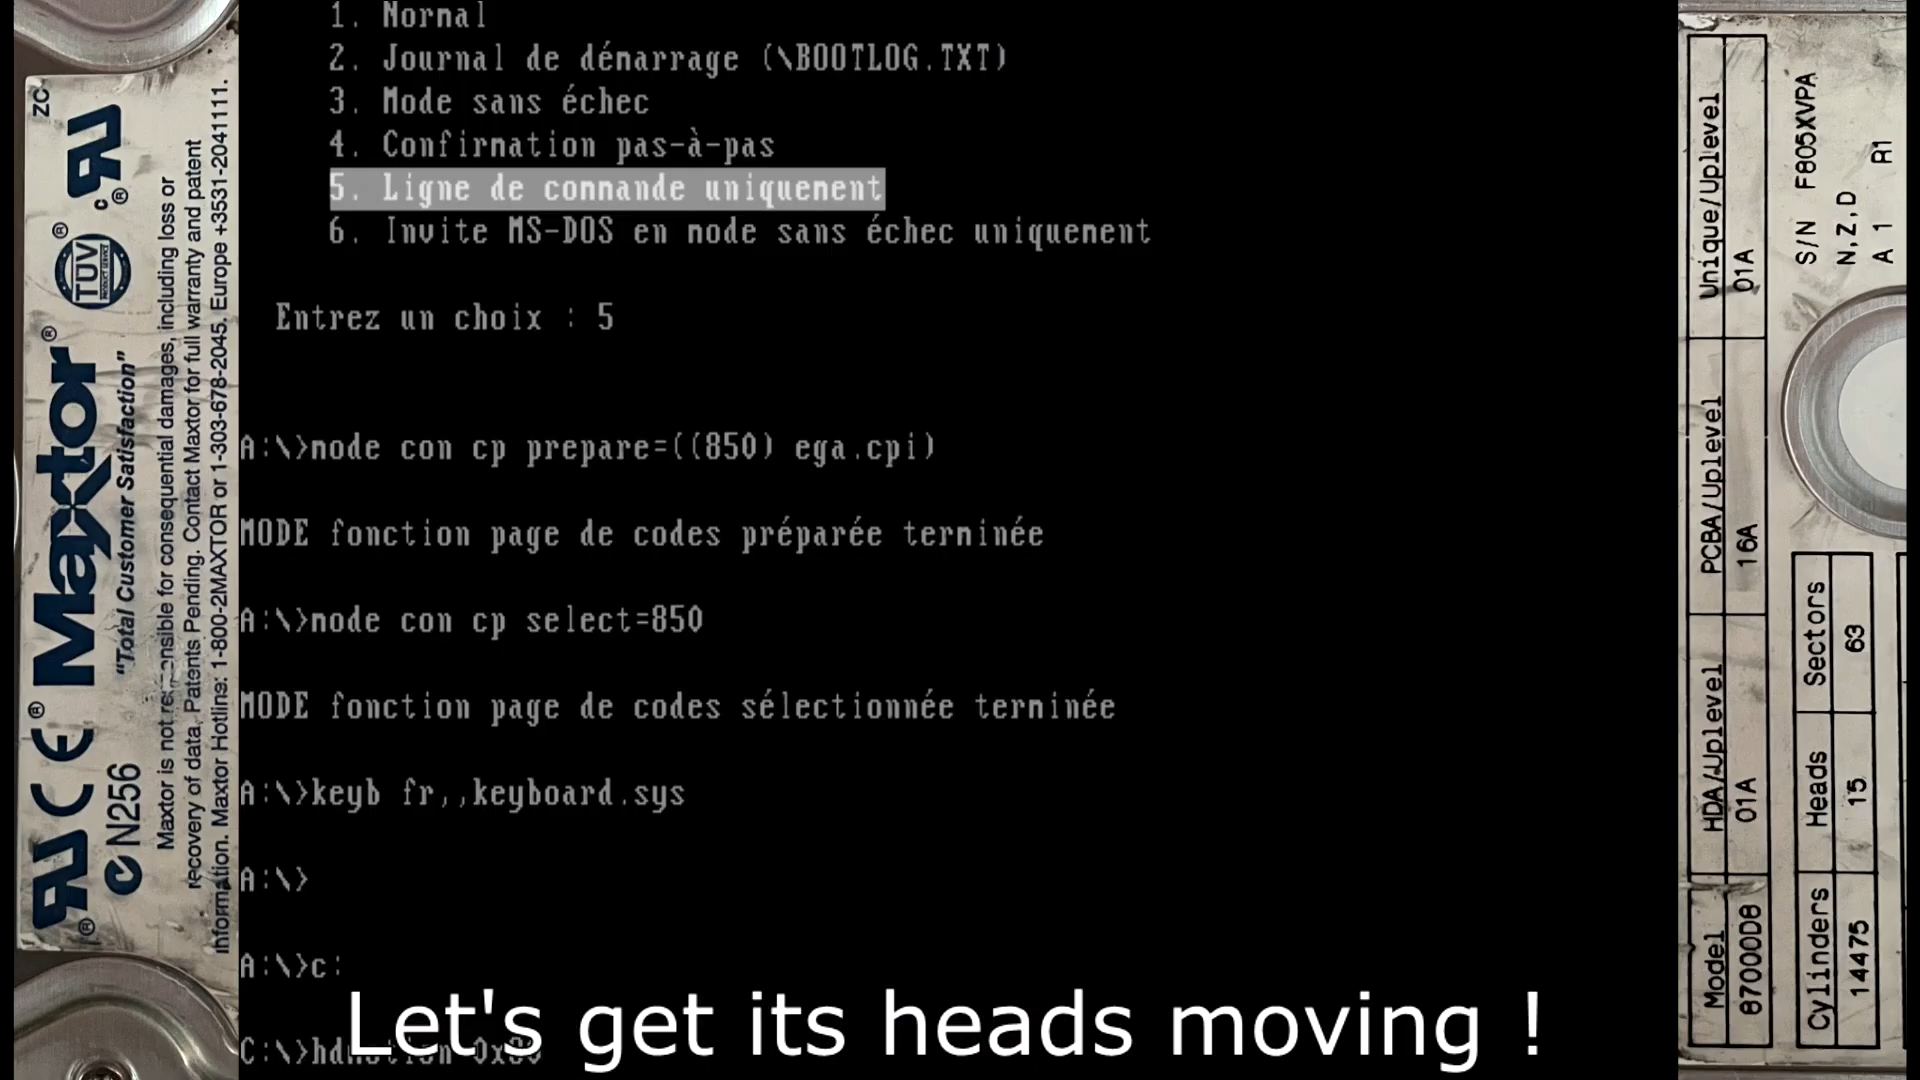 1. Normal
2. Journal de démarrage (\BOOTLOG.TXT)
3. Mode sans échec
4. Confirmation pas-à-pas
5. Ligne de commande uniquement
6. Invite MS-DOS en mode sans échec uniquement
Entrez un choix : 5
A:\>mode con cp prepare=((850) ega.cpi)
MODE fonction page de codes préparée terminée
A:\>mode con cp select=850
MODE fonction page de codes sélectionnée terminée
A:\>keyb fr,,keyboard.sys
A:\>
A:\>c:
C:\>hdmotion 0x80
Let's get its heads moving !
ZC
N256
Maxtor®
"Total Customer Satisfaction"
TÜV
PRODUCT SERVICE
Maxtor is not responsible for consequential damages, including loss or
recovery of data. Patents Pending. Contact Maxtor for full warranty and patent
information. Maxtor Hotline: 1-800-2MAXTOR or 1-303-678-2045. Europe +3531-2041111.
Model
87000D8
HDA/Uplevel
01A
PCBA/Uplevel
16A
Unique/Uplevel
01A
Cylinders
14475
Heads
15
Sectors
63
S/N F805XVPA
N,Z,D
A 1 R1